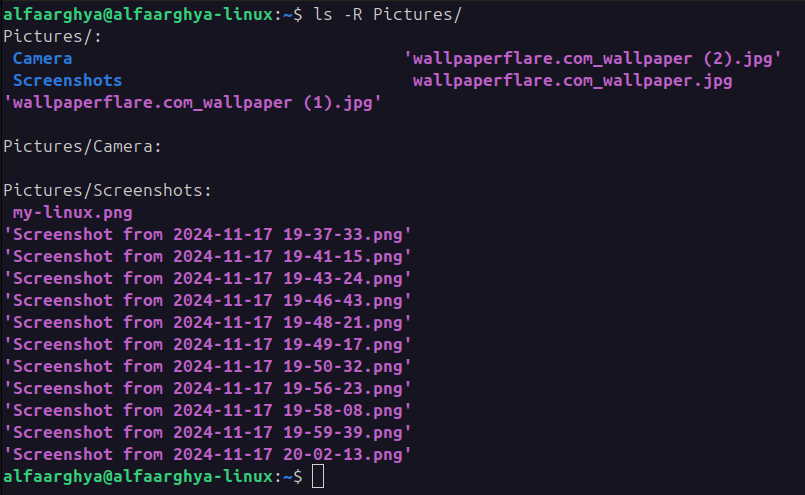 alfaarghya@alfaarghya-linux:~$ ls -R Pictures/
Pictures/:
Camera 'wallpaperflare.com_wallpaper (2).jpg'
Screenshots wallpaperflare.com_wallpaper.jpg
'wallpaperflare.com_wallpaper (1).jpg'
Pictures/Camera:
Pictures/Screenshots:
my-linux.png
'Screenshot from 2024-11-17 19-37-33.png'
'Screenshot from 2024-11-17 19-41-15.png'
'Screenshot from 2024-11-17 19-43-24.png'
'Screenshot from 2024-11-17 19-46-43.png'
'Screenshot from 2024-11-17 19-48-21.png'
'Screenshot from 2024-11-17 19-49-17.png'
'Screenshot from 2024-11-17 19-50-32.png'
'Screenshot from 2024-11-17 19-56-23.png'
'Screenshot from 2024-11-17 19-58-08.png'
'Screenshot from 2024-11-17 19-59-39.png'
'Screenshot from 2024-11-17 20-02-13.png'
alfaarghya@alfaarghya-linux:~$